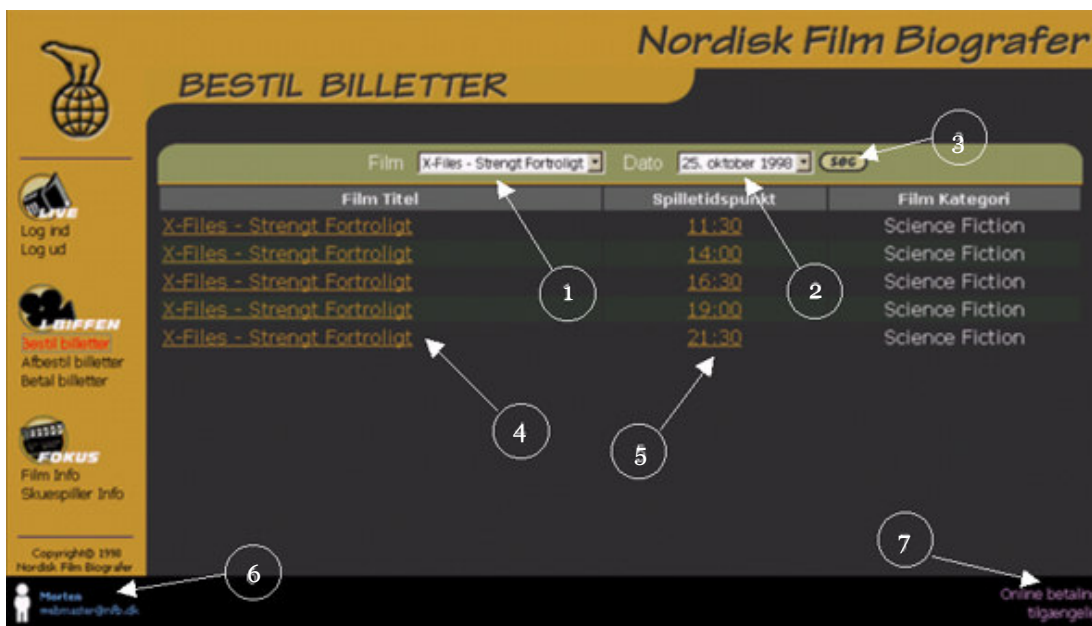 Nordisk Film Biografer
BESTIL BILLETTER
Film X-Files - Strengt Fortroligt Dato 25. oktober 1998 SØG
3
Film Titel Spilletidspunkt Film Kategori
X-Files - Strengt Fortroligt 11:30 Science Fiction
X-Files - Strengt Fortroligt 14:00 Science Fiction
X-Files - Strengt Fortroligt 16:30 Science Fiction
X-Files - Strengt Fortroligt 19:00 Science Fiction
X-Files - Strengt Fortroligt 21:30 Science Fiction
1
2
4
5
6
7
LIVE
Log ind
Log ud
I-BIFFEN
Bestil billetter
Afbestil billetter
Betal billetter
FOKUS
Film Info
Skuespiller Info
Copyright© 1998
Nordisk Film Biografer
Morten
webmaster@nfb.dk
Online betalin
tilgængeli